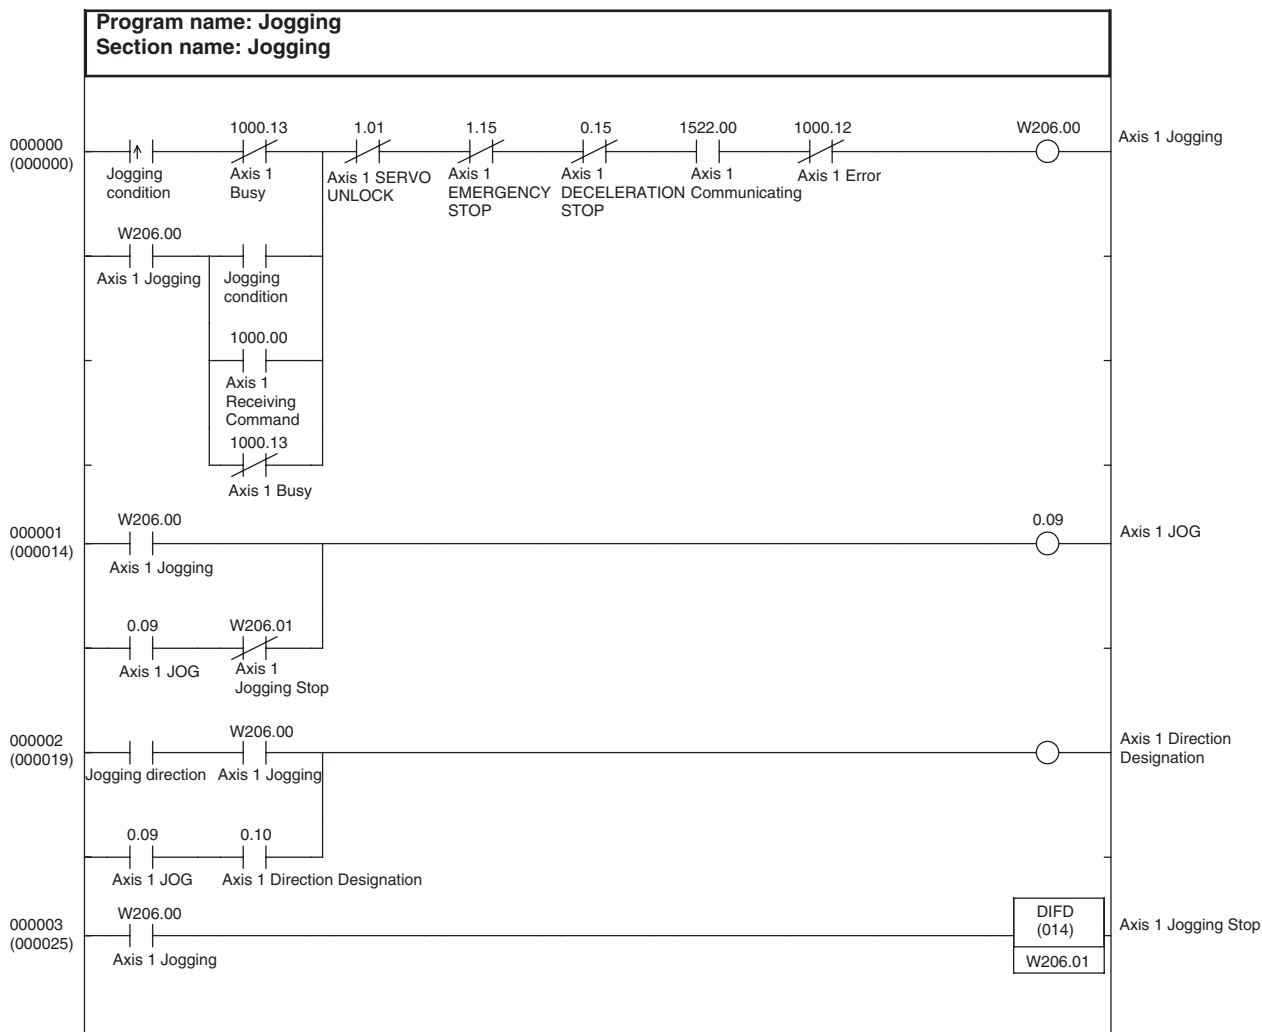 Program name: Jogging
Section name: Jogging
000000
(000000)
1000.13
1.01
1.15
0.15
1522.00
1000.12
W206.00
Axis 1 Jogging
Jogging
condition
Axis 1
Busy
Axis 1 SERVO
UNLOCK
Axis 1
EMERGENCY
STOP
Axis 1
DECELERATION
STOP
Axis 1
Communicating
Axis 1 Error
W206.00
Axis 1 Jogging
Jogging
condition
1000.00
Axis 1
Receiving
Command
1000.13
Axis 1 Busy
000001
(000014)
W206.00
Axis 1 Jogging
0.09
Axis 1 JOG
0.09
Axis 1 JOG
W206.01
Axis 1
Jogging Stop
000002
(000019)
Jogging direction
W206.00
Axis 1 Jogging
Axis 1 Direction
Designation
0.09
Axis 1 JOG
0.10
Axis 1 Direction Designation
000003
(000025)
W206.00
Axis 1 Jogging
DIFD
(014)
W206.01
Axis 1 Jogging Stop